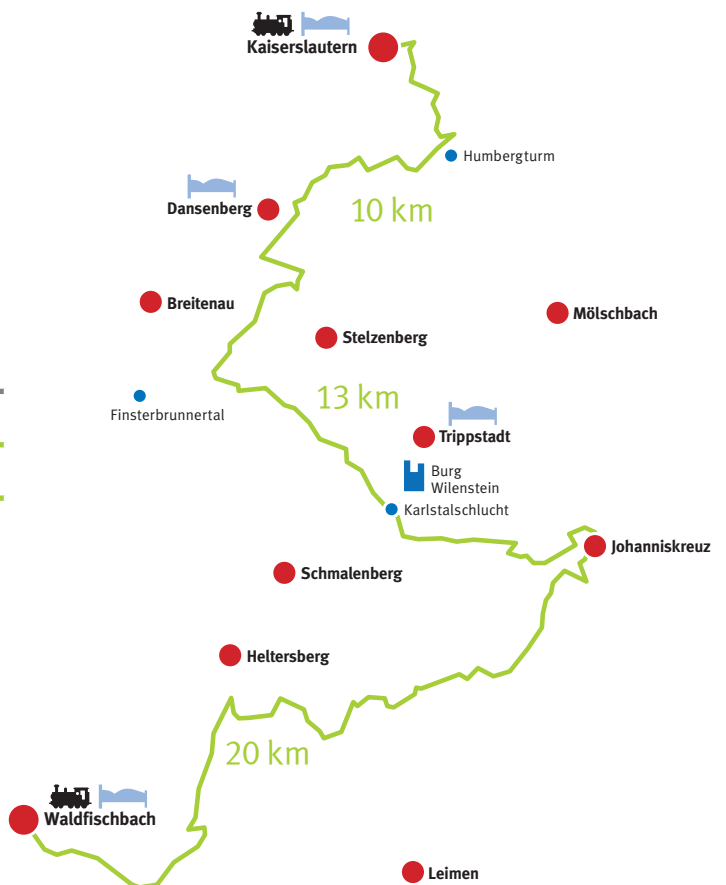 Kaiserslautern
Humbergturm
Dansenberg
10 km
Breitenau
Mölschbach
Stelzenberg
13 km
Finsterbrunnertal
Trippstadt
Burg
Wilenstein
Karlstalschlucht
Johanniskreuz
Schmalenberg
Heltersberg
20 km
Waldfischbach
Leimen